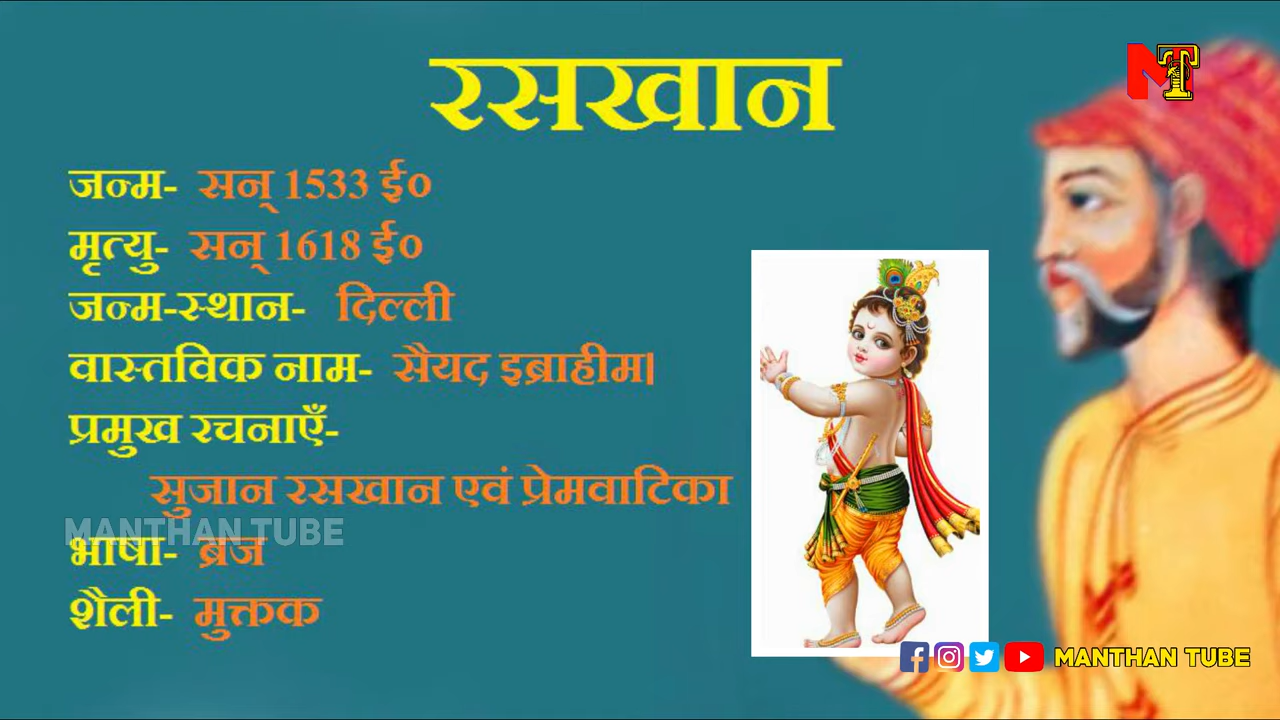 MT
रसखान
जन्म- सन् 1533 ई०
मृत्यु- सन् 1618 ई०
जन्म-स्थान- दिल्ली
वास्तविक नाम- सैयद इब्राहीम।
प्रमुख रचनाएँ-
सुजान रसखान एवं प्रेमवाटिका
MANTHAN TUBE
भाषा- ब्रज
शैली- मुक्तक
MANTHAN TUBE